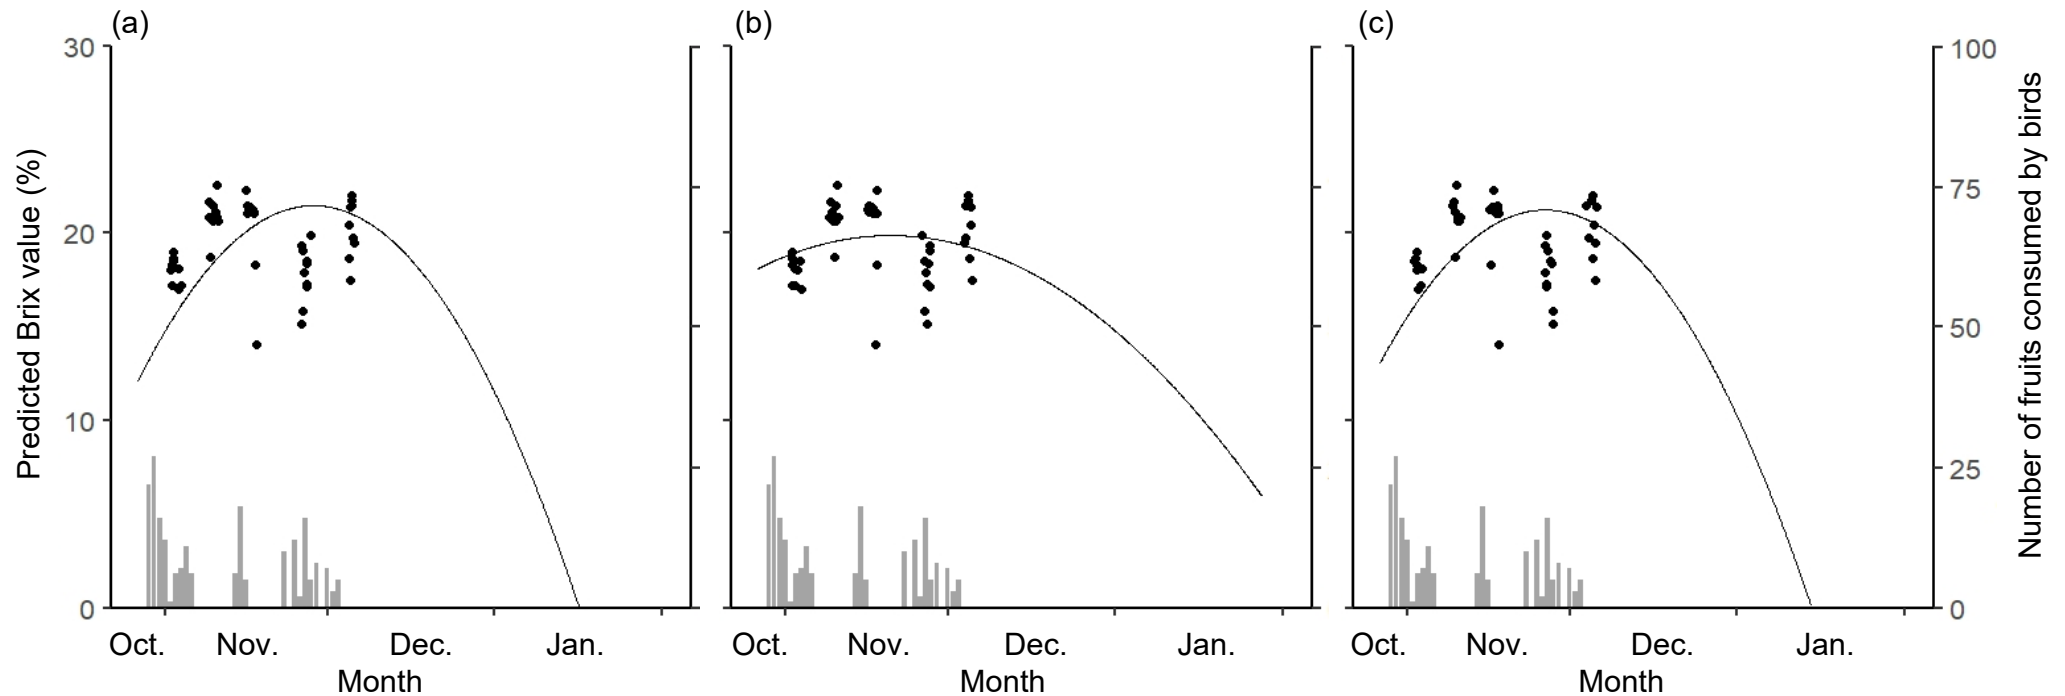 (a)
(b)
(c)
Predicted Brix value (%)
30
20
10
0
100
75
50
25
0
Number of fruits consumed by birds
Oct. Nov. Dec. Jan.
Oct. Nov. Dec. Jan.
Oct. Nov. Dec. Jan.
Month
Month
Month